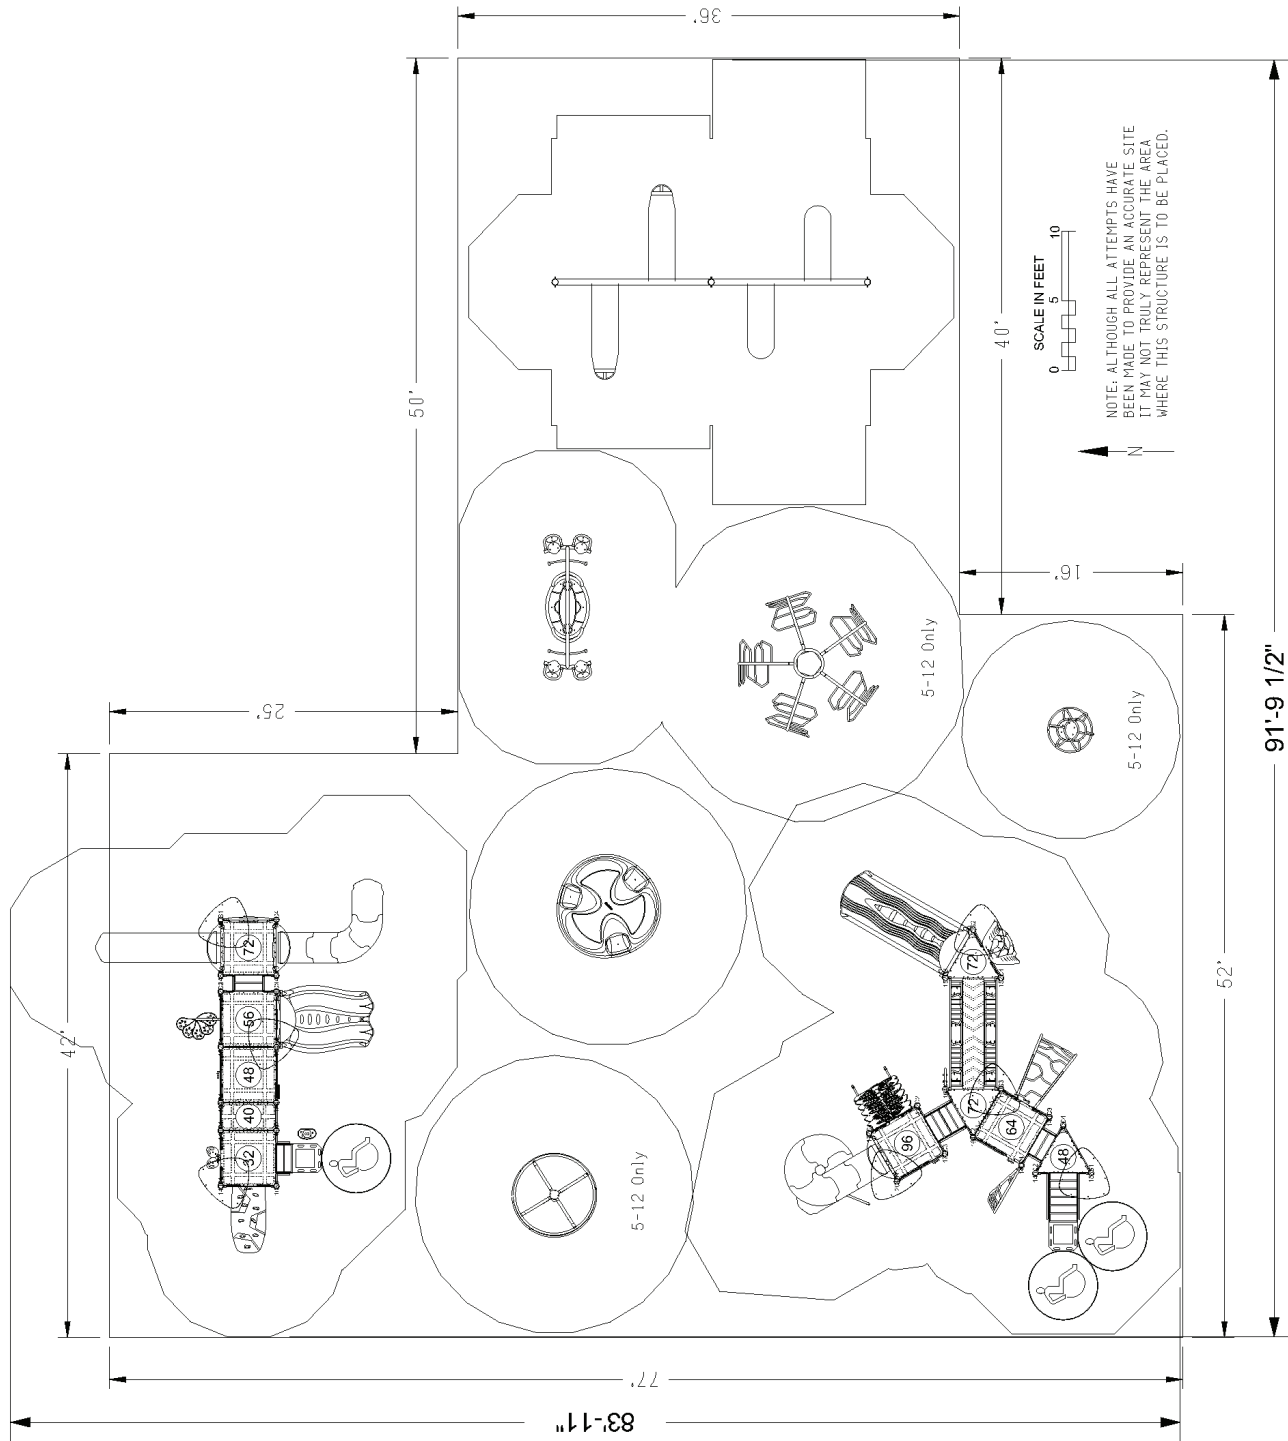 36'
50'
25'
40'
SCALE IN FEET
0 5 10
NOTE: ALTHOUGH ALL ATTEMPTS HAVE
BEEN MADE TO PROVIDE AN ACCURATE SITE
IT MAY NOT TRULY REPRESENT THE AREA
WHERE THIS STRUCTURE IS TO BE PLACED.
N
16'
5-12 Only
5-12 Only
5-12 Only
42'
72
56
48
40
32
72
72
64
96
48
52'
91'-9 1/2"
77'
83'-11"